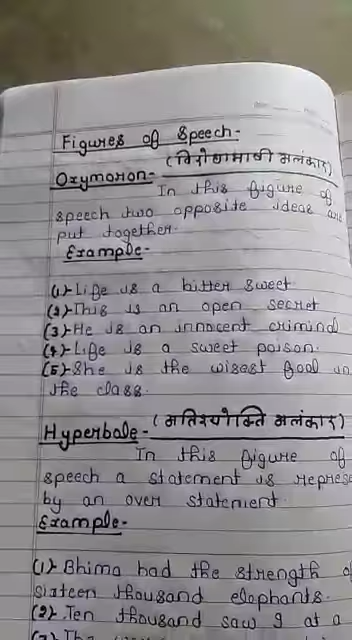 Figures of Speech-
Oxymoron- (विरोधाभाषी अलंकार)
In this figure of
speech two opposite ideas are
put together.
Example-
(1) Life is a bitter sweet
(2) This is an open secret
(3) He is an innocent criminal
(4) Life is a sweet poison.
(5) She is the wisest fool in
the class.
Hyperbole- (अतिश्योक्ति अलंकार)
In this figure of
speech a statement is
by an over statement.
Example-
(1) Bhima had the strength of
sixteen thousand elephants.
(2) Ten thousand saw I at a